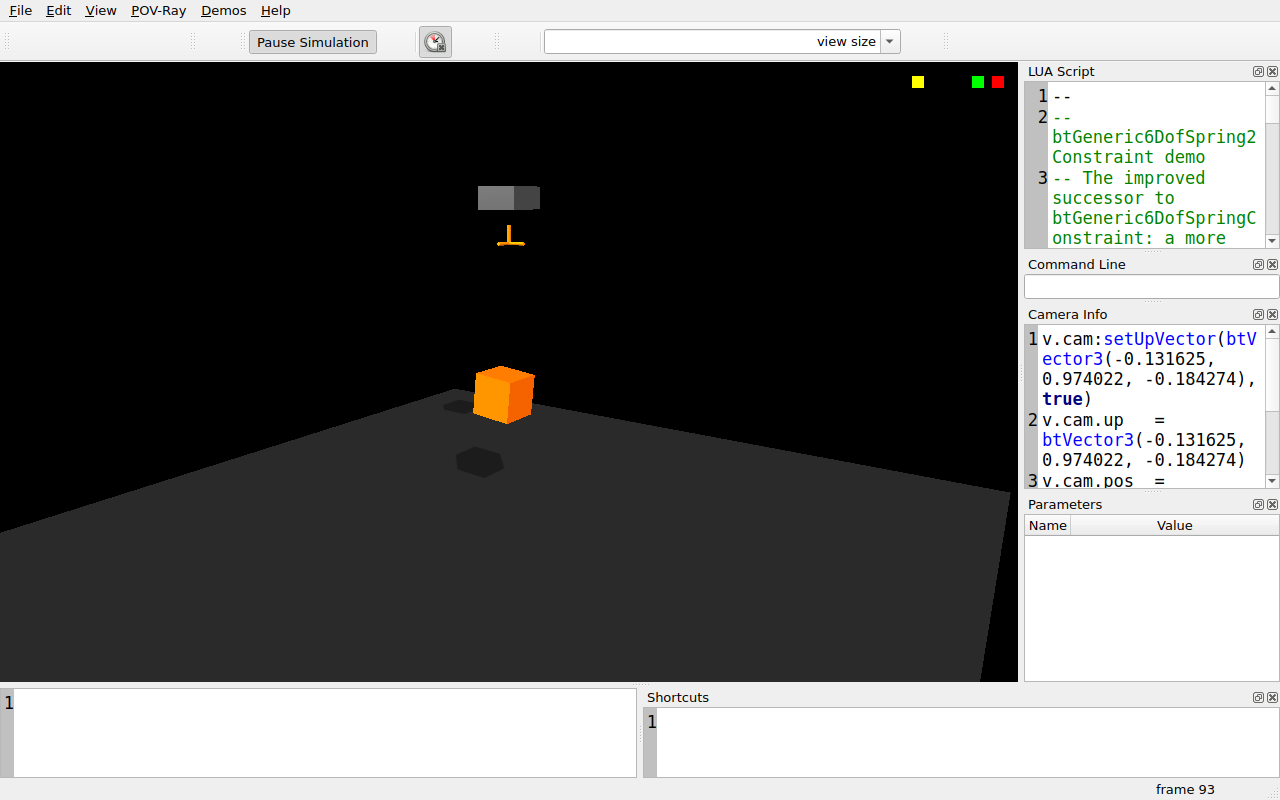 File Edit View POV-Ray Demos Help
Pause Simulation
view size
LUA Script
1 --
2 --
btGeneric6DofSpring2
Constraint demo
3 -- The improved
successor to
btGeneric6DofSpringC
onstraint: a more
Command Line
Camera Info
1 v.cam:setUpVector(btV
ector3(-0.131625,
0.974022, -0.184274),
true)
2 v.cam.up =
btVector3(-0.131625,
0.974022, -0.184274)
3 v.cam.pos =
Parameters
Name Value
1
Shortcuts
1
frame 93